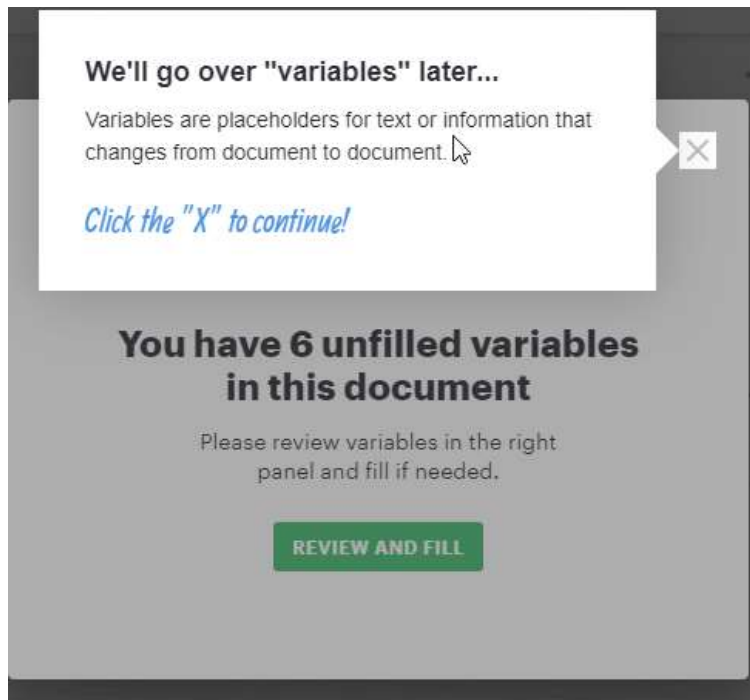 We'll go over "variables" later...
Variables are placeholders for text or information that
changes from document to document.
Click the "X" to continue!
You have 6 unfilled variables
in this document
Please review variables in the right
panel and fill if needed.
REVIEW AND FILL